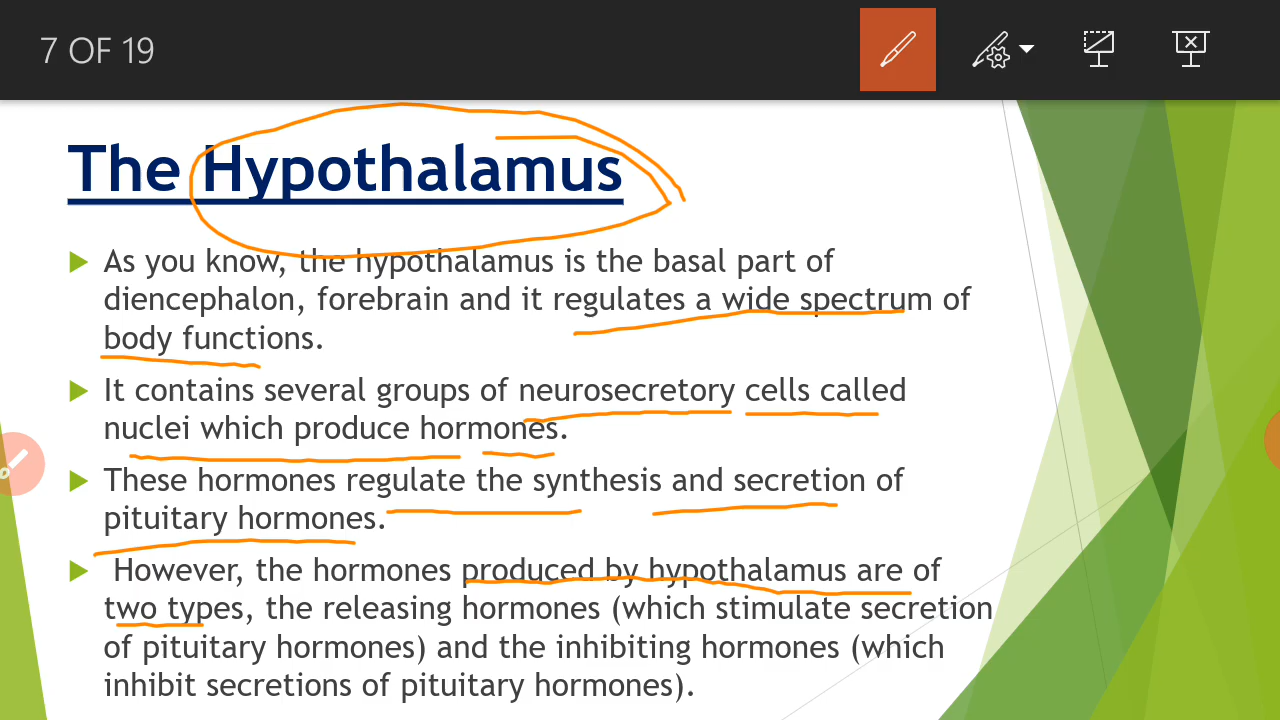 7 OF 19
The Hypothalamus
As you know, the hypothalamus is the basal part of
diencephalon, forebrain and it regulates a wide spectrum of
body functions.
It contains several groups of neurosecretory cells called
nuclei which produce hormones.
These hormones regulate the synthesis and secretion of
pituitary hormones.
However, the hormones produced by hypothalamus are of
two types, the releasing hormones (which stimulate secretion
of pituitary hormones) and the inhibiting hormones (which
inhibit secretions of pituitary hormones).